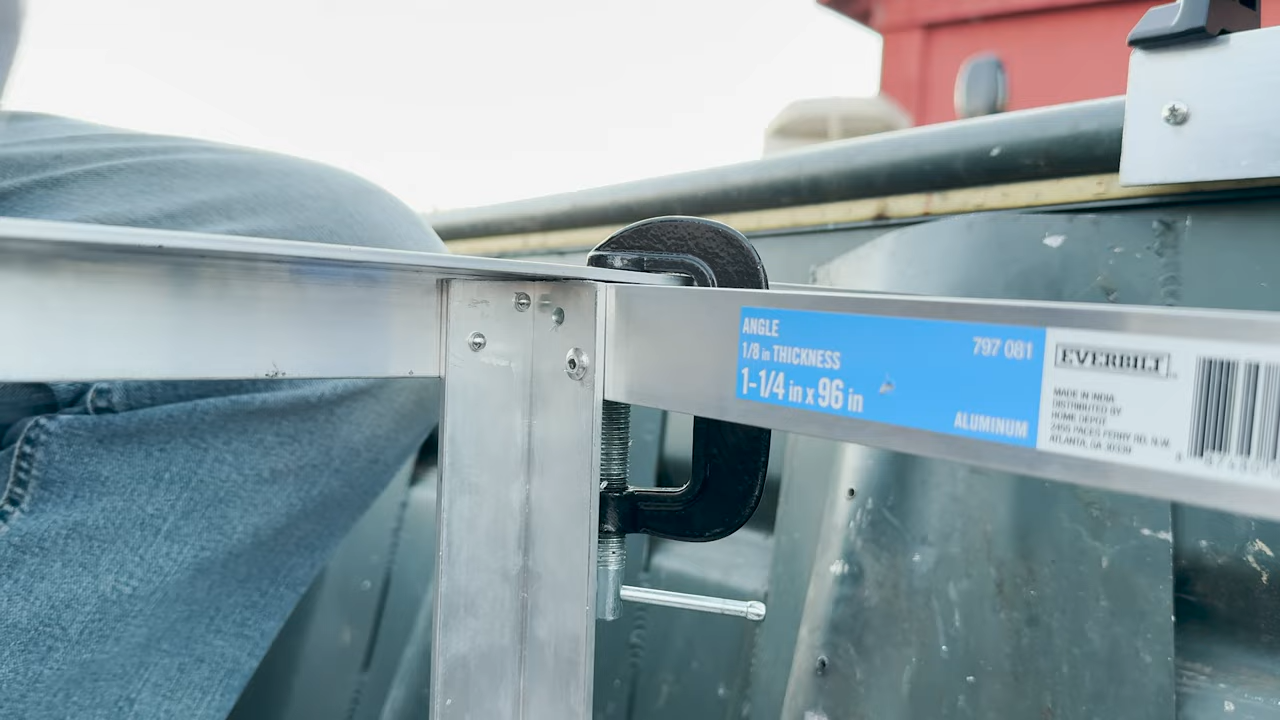 ANGLE
1/8 in THICKNESS
1-1/4 in x 96 in
797 081
ALUMINUM
EVERBILT
MADE IN INDIA
DISTRIBUTED BY
HOME DEPOT
2455 PACES FERRY RD. N.W.
ATLANTA, GA 30339